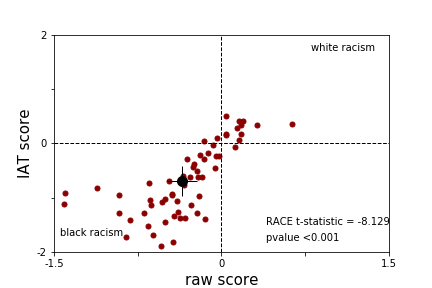 2
white racism
IAT score
0
RACE t-statistic = -8.129
pvalue <0.001
black racism
-2
-1.5
0
1.5
raw score